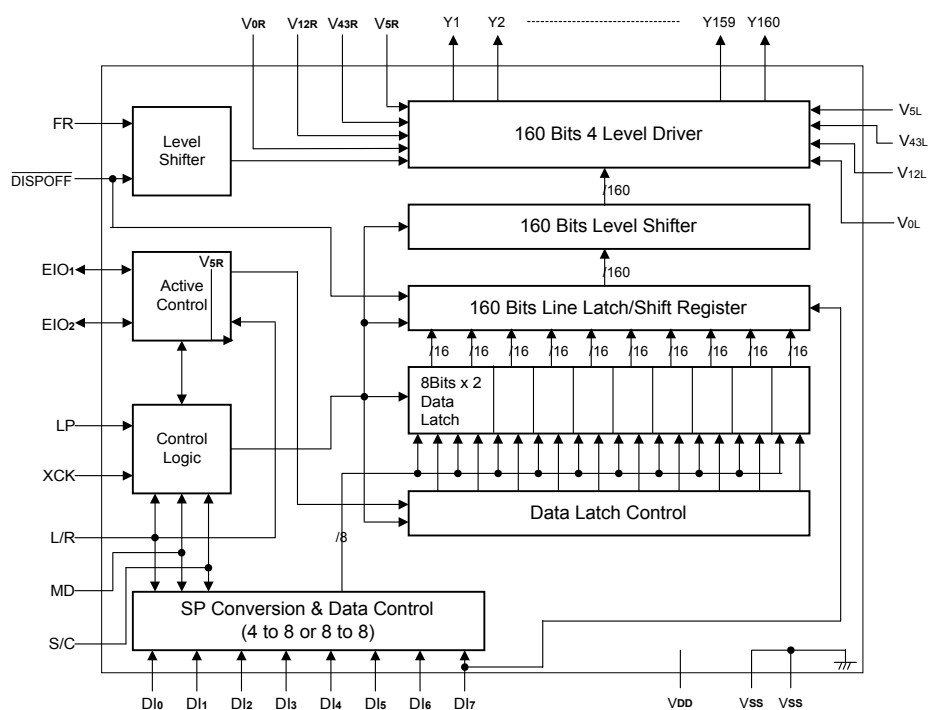 V0R V12R V43R V5R Y1 Y2 Y159 Y160
FR
Level
Shifter
160 Bits 4 Level Driver
V5L
V43L
V12L
V0L
DISPOFF
/160
160 Bits Level Shifter
/160
EIO1
V5R
Active
Control
EIO2
160 Bits Line Latch/Shift Register
/16 /16 /16 /16 /16 /16 /16 /16 /16 /16
8Bits x 2
Data
Latch
LP
Control
Logic
XCK
Data Latch Control
L/R
/8
MD
SP Conversion & Data Control
(4 to 8 or 8 to 8)
S/C
DI0 DI1 DI2 DI3 DI4 DI5 DI6 DI7 VDD VSS VSS